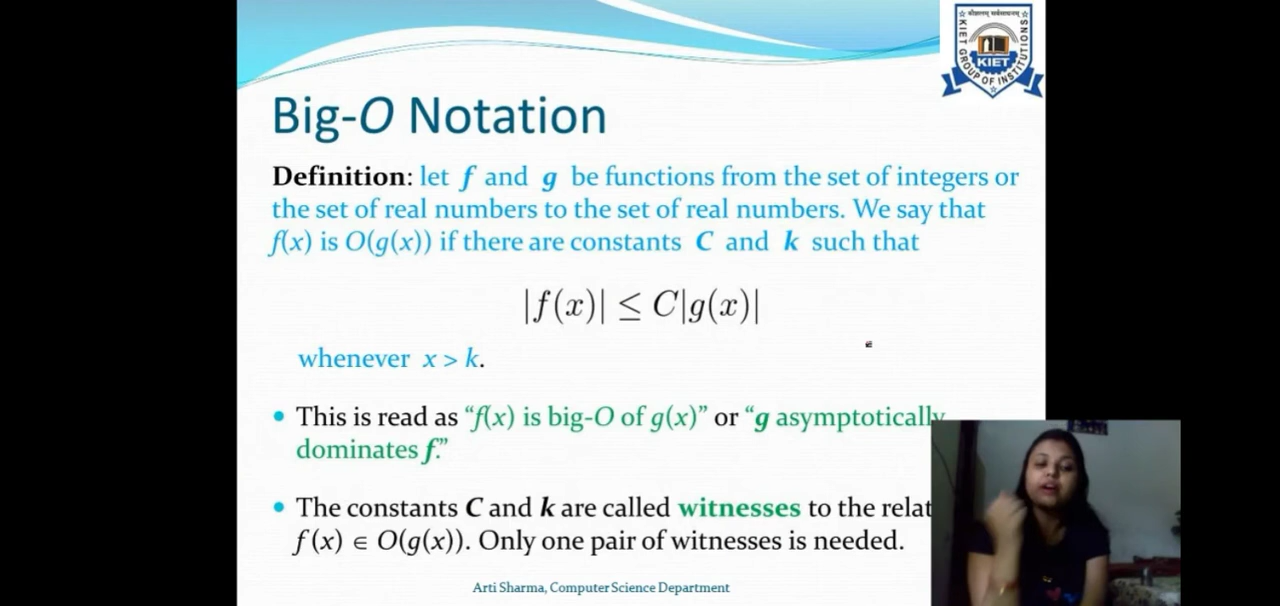 KIET GROUP OF INSTITUTIONS
KIET
Big-O Notation
Definition: let f and g be functions from the set of integers or
the set of real numbers to the set of real numbers. We say that
f(x) is O(g(x)) if there are constants C and k such that
|f(x)| ≤ C|g(x)|
whenever x > k.
• This is read as “f(x) is big-O of g(x)” or “g asymptotically
dominates f.”
• The constants C and k are called witnesses to the relat
f(x) ∈ O(g(x)). Only one pair of witnesses is needed.
Arti Sharma, Computer Science Department